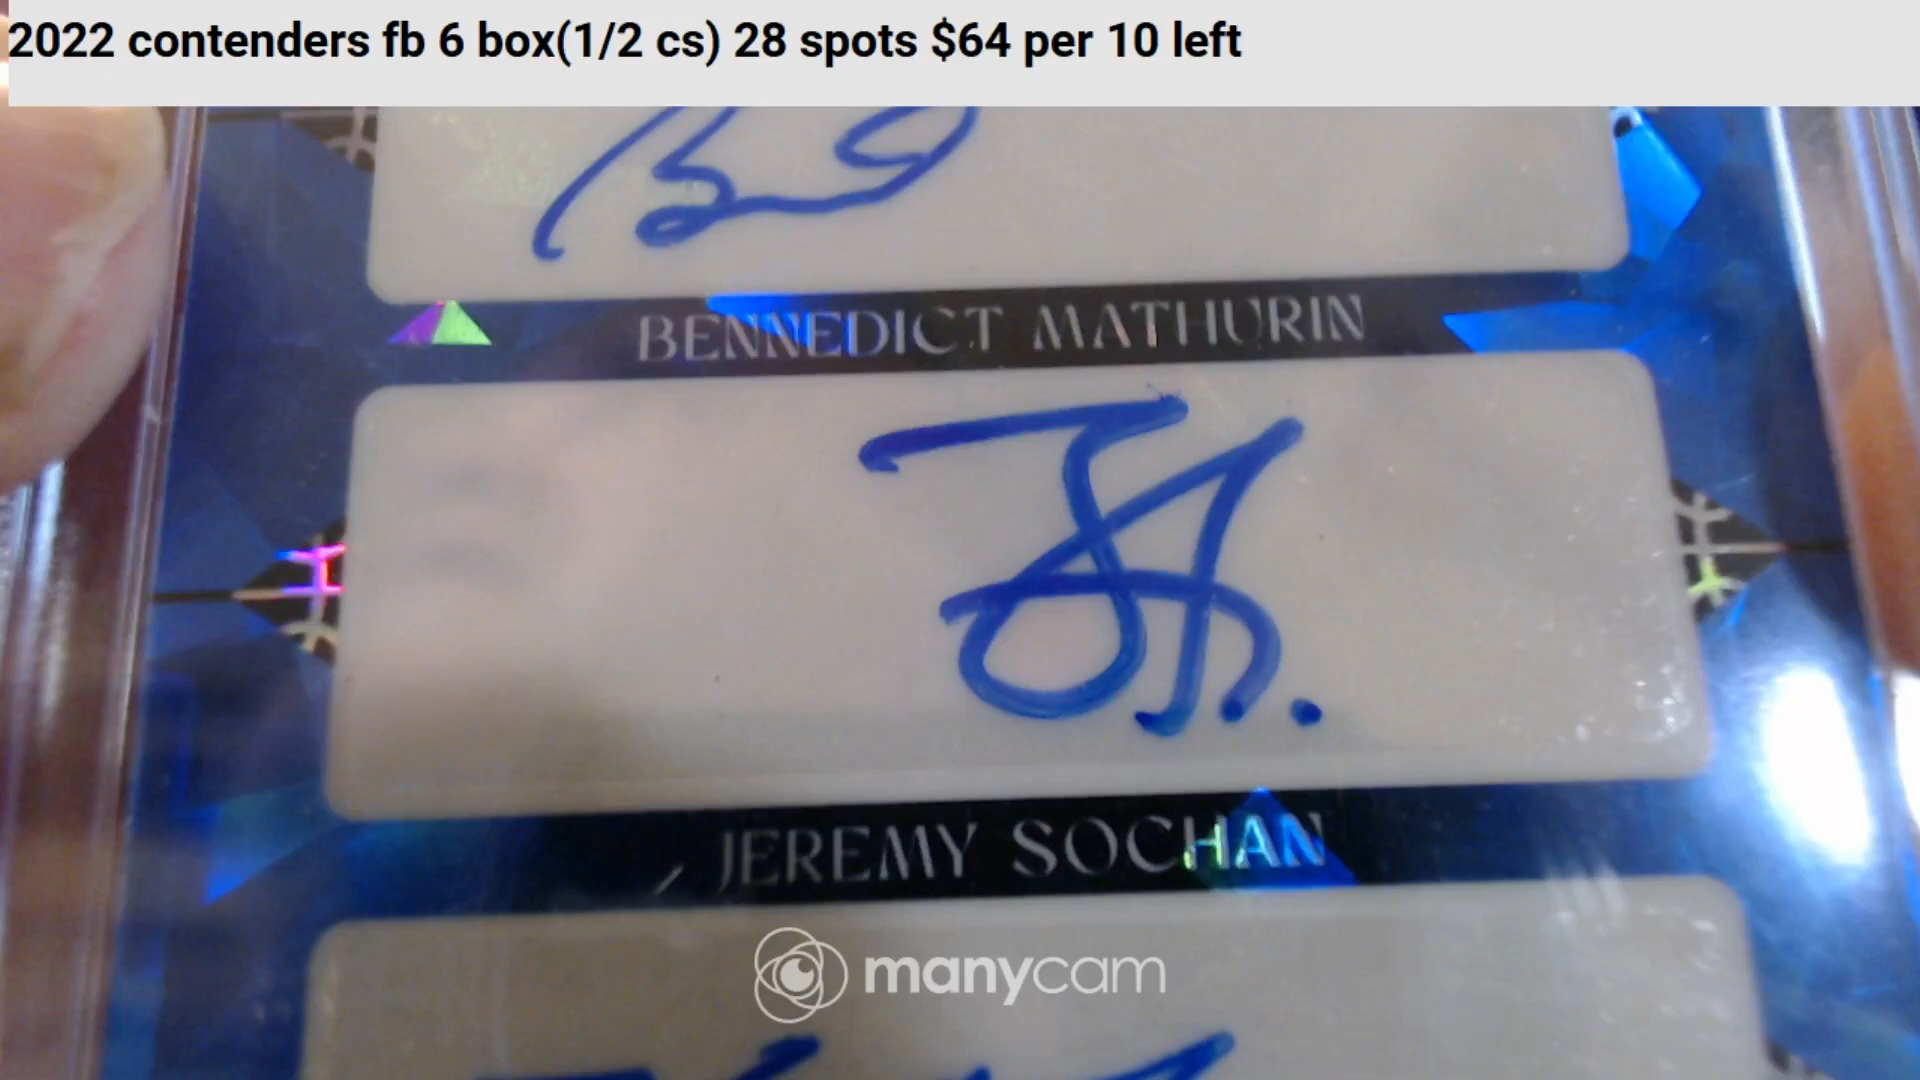 2022 contenders fb 6 box(1/2 cs) 28 spots $64 per 10 left
BENNEDICT MATHURIN
JEREMY SOCHAN
manycam